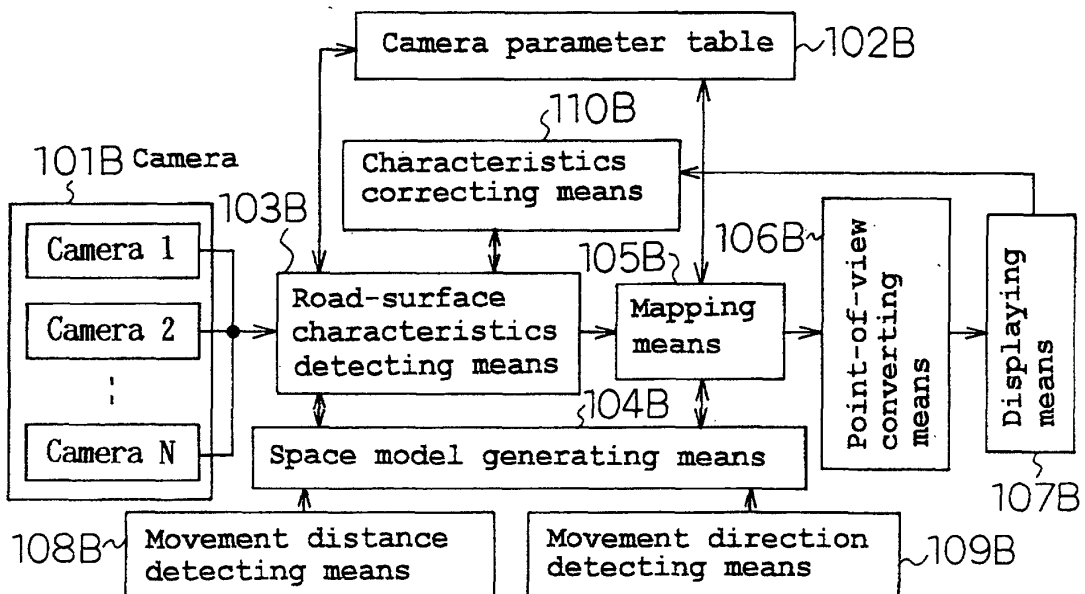 Camera parameter table
102B
110B
101B Camera
Characteristics
correcting means
103B
Camera 1
Camera 2
Camera N
Road-surface
characteristics
detecting means
105B
Mapping
means
106B
Point-of-view
converting
means
Displaying
means
107B
104B
Space model generating means
108B
Movement distance
detecting means
Movement direction
detecting means
109B